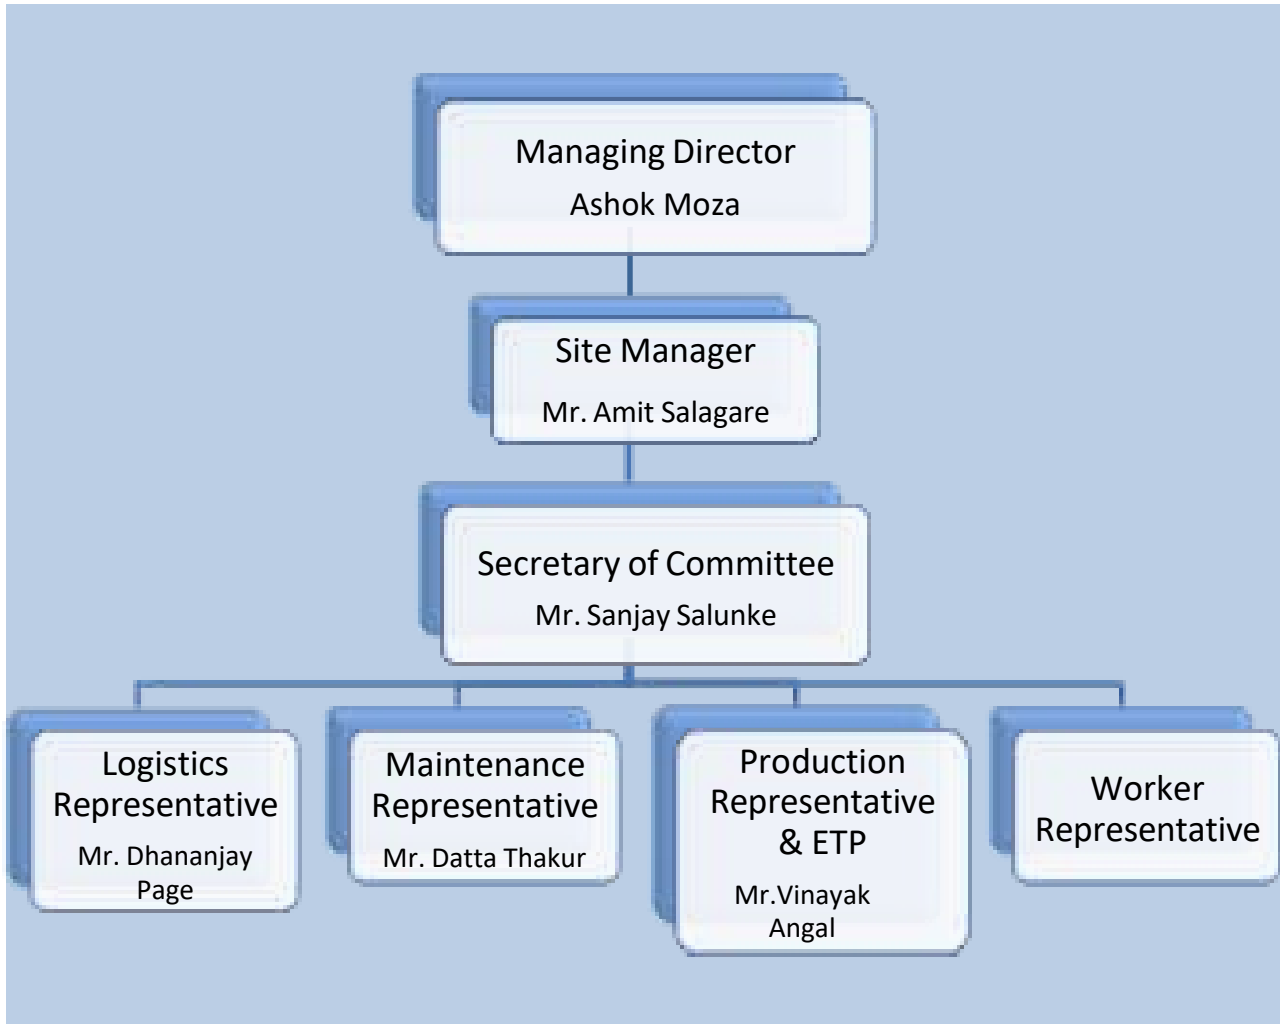 Managing Director
Ashok Moza
Site Manager
Mr. Amit Salagare
Secretary of Committee
Mr. Sanjay Salunke
Logistics
Representative
Mr. Dhananjay
Page
Maintenance
Representative
Mr. Datta Thakur
Production
Representative
& ETP
Mr.Vinayak
Angal
Worker
Representative